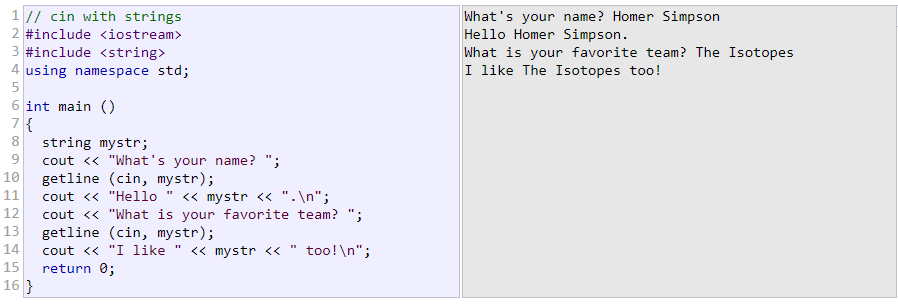 1 // cin with strings
2 #include <iostream>
3 #include <string>
4 using namespace std;
5
6 int main ()
7 {
8   string mystr;
9   cout << "What's your name? ";
10   getline (cin, mystr);
11   cout << "Hello " << mystr << ".\n";
12   cout << "What is your favorite team? ";
13   getline (cin, mystr);
14   cout << "I like " << mystr << " too!\n";
15   return 0;
16 }
What's your name? Homer Simpson
Hello Homer Simpson.
What is your favorite team? The Isotopes
I like The Isotopes too!